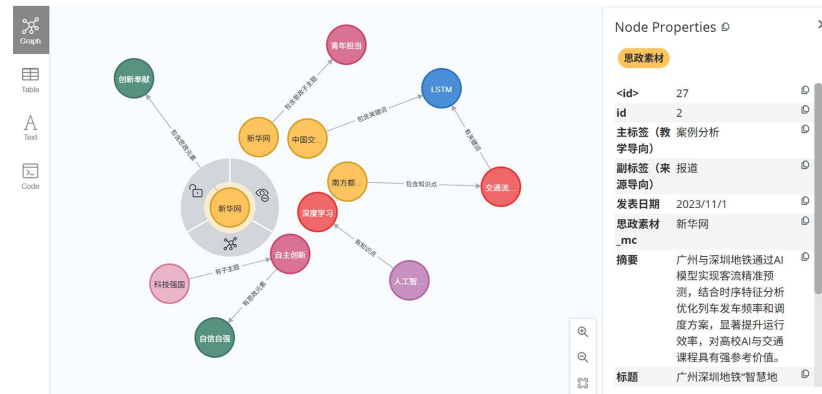 Graph
Table
Text
Code
青年担当
创新奉献
LSTM
包含思政子主题
包含关键词
包含思政元素
新华网
中国交...
有关键词
南方都...
包含知识点
交通流...
新华网
深度学习
自主创新
有知识点
科技强国
有子主题
人工智...
有思政元素
自信自强
Node Properties
思政素材
<id> 27
id 2
主标签（教 案例分析
学导向）
副标签（来 报道
源导向）
发表日期 2023/11/1
思政素材 新华网
_mc
摘要 广州与深圳地铁通过AI
模型实现客流精准预
测，结合时序特征分析
优化列车发车频率和调
度方案，显著提升运行
效率，对高校AI与交通
课程具有强参考价值。
标题 广州深圳地铁“智慧地